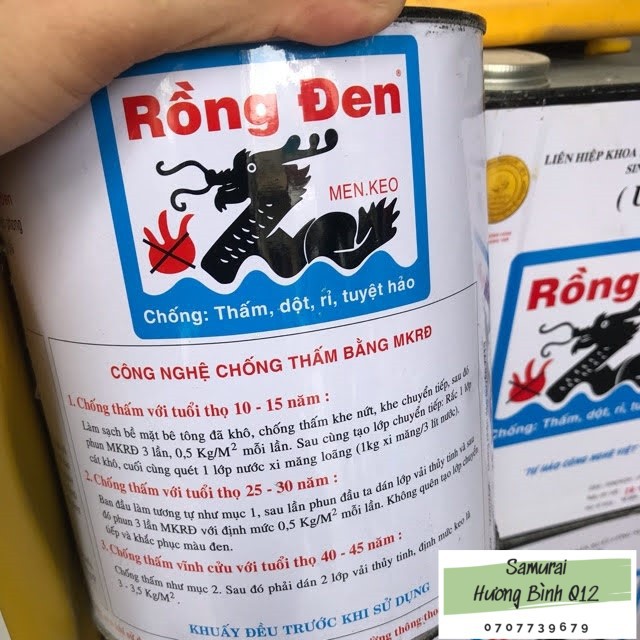 Rồng Đen®
MEN.KEO
Chống: Thấm, dột, rỉ, tuyệt hảo
CÔNG NGHỆ CHỐNG THẤM BẰNG MKRĐ
1. Chống thấm với tuổi thọ 10 - 15 năm :
Làm sạch bề mặt bê tông đã khô, chống thấm khe nứt, khe chuyển tiếp, sau đó
phun MKRĐ 3 lần, 0,5 Kg/M² mỗi lần. Sau cùng tạo lớp chuyển tiếp: Rắc 1 lớp
cát khô, cuối cùng quét 1 lớp nước xi măng loãng (1kg xi măng/3 lít nước).
2. Chống thấm với tuổi thọ 25 - 30 năm :
Ban đầu làm tương tự như mục 1, sau lần phun đầu ta dán lớp vải thủy tinh và sau
đó phun 3 lần MKRĐ với định mức 0,5 Kg/M² mỗi lần. Không quên tạo lớp chuyển
tiếp và khắc phục màu đen.
3. Chống thấm vĩnh cửu với tuổi thọ 40 - 45 năm :
Chống thấm như mục 2. Sau đó phải dán 2 lớp vải thủy tinh, định mức keo là
3 - 3,5 Kg/M².
KHUẤY ĐỀU TRƯỚC KHI SỬ DỤNG
LIÊN HIỆP KHOA
SIN
( U
Rồng
Chống: Thấm, dột, rỉ, t
TỰ HÀO CÔNG NGHỆ VIỆT
Samurai
Hương Bình Q12
0707739679